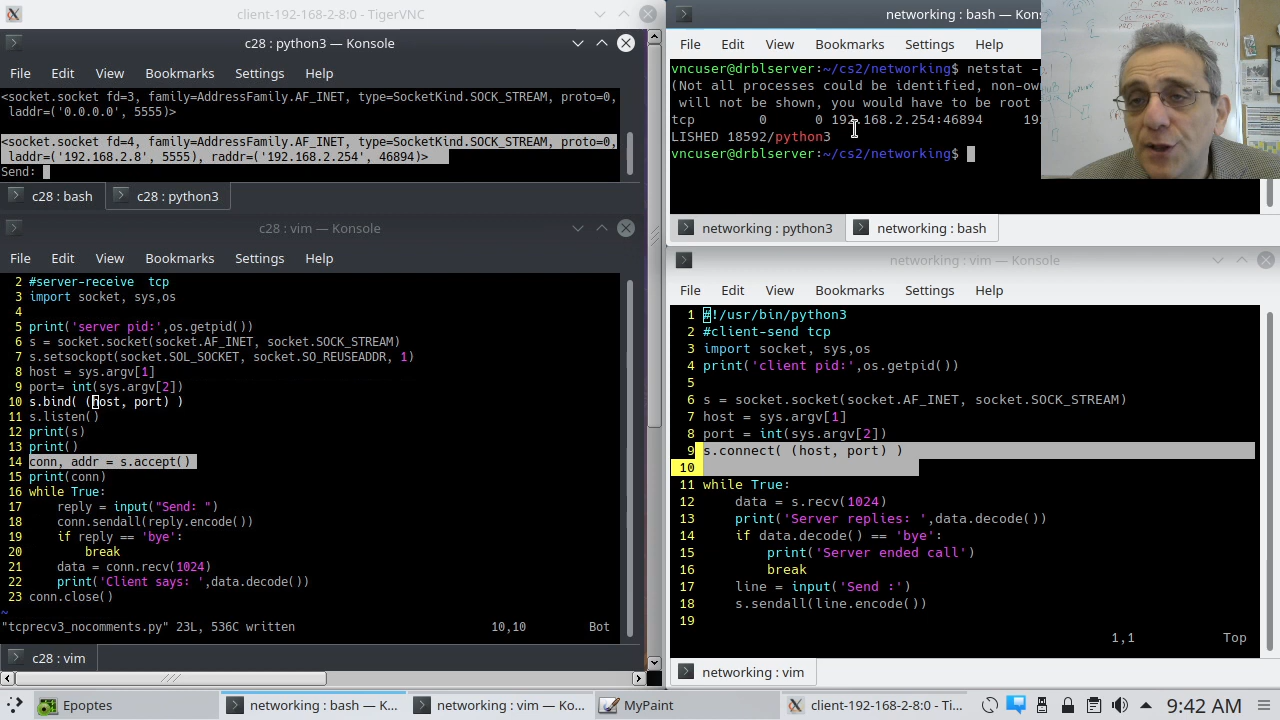 client-192-168-2-8:0 - TigerVNC
c28 : python3 — Konsole
File Edit View Bookmarks Settings Help
<socket.socket fd=3, family=AddressFamily.AF_INET, type=SocketKind.SOCK_STREAM, proto=0,
laddr=('0.0.0.0', 5555)>
<socket.socket fd=4, family=AddressFamily.AF_INET, type=SocketKind.SOCK_STREAM, proto=0,
laddr=('192.168.2.8', 5555), raddr=('192.168.2.254', 46894)>
Send:
c28 : bash c28 : python3
c28 : vim — Konsole
File Edit View Bookmarks Settings Help
2 #server-receive tcp
3 import socket, sys,os
4
5 print('server pid:',os.getpid())
6 s = socket.socket(socket.AF_INET, socket.SOCK_STREAM)
7 s.setsockopt(socket.SOL_SOCKET, socket.SO_REUSEADDR, 1)
8 host = sys.argv[1]
9 port= int(sys.argv[2])
10 s.bind( (host, port) )
11 s.listen()
12 print(s)
13 print()
14 conn, addr = s.accept()
15 print(conn)
16 while True:
17 reply = input("Send: ")
18 conn.sendall(reply.encode())
19 if reply == 'bye':
20 break
21 data = conn.recv(1024)
22 print('Client says: ',data.decode())
23 conn.close()
~
"tcprecv3_nocomments.py" 23L, 536C written 10,10 Bot
c28 : vim
networking : bash — Kons
File Edit View Bookmarks Settings Help
vncuser@drblserver:~/cs2/networking$ netstat -
(Not all processes could be identified, non-ow
will not be shown, you would have to be root
tcp 0 0 192.168.2.254:46894 19
LISHED 18592/python3
vncuser@drblserver:~/cs2/networking$
networking : python3 networking : bash
networking : vim — Konsole
File Edit View Bookmarks Settings Help
1 #!/usr/bin/python3
2 #client-send tcp
3 import socket, sys,os
4 print('client pid:',os.getpid())
5
6 s = socket.socket(socket.AF_INET, socket.SOCK_STREAM)
7 host = sys.argv[1]
8 port = int(sys.argv[2])
9 s.connect( (host, port) )
10
11 while True:
12 data = s.recv(1024)
13 print('Server replies: ',data.decode())
14 if data.decode() == 'bye':
15 print('Server ended call')
16 break
17 line = input('Send :')
18 s.sendall(line.encode())
19
1,1 Top
networking : vim
Epoptes networking : bash — K... networking : vim — Ko... MyPaint client-192-168-2-8:0 - Ti... 9:42 AM